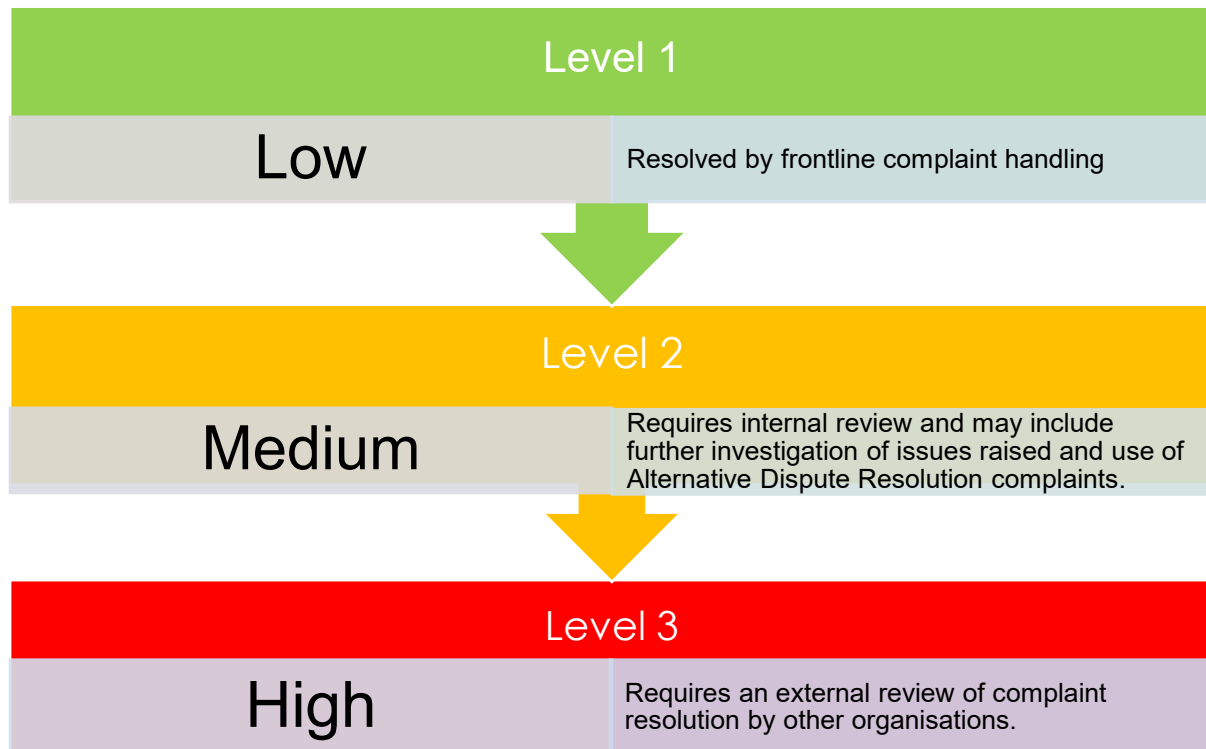 Level 1
Low
Resolved by frontline complaint handling
Level 2
Medium
Requires internal review and may include
further investigation of issues raised and use of
Alternative Dispute Resolution complaints.
Level 3
High
Requires an external review of complaint
resolution by other organisations.